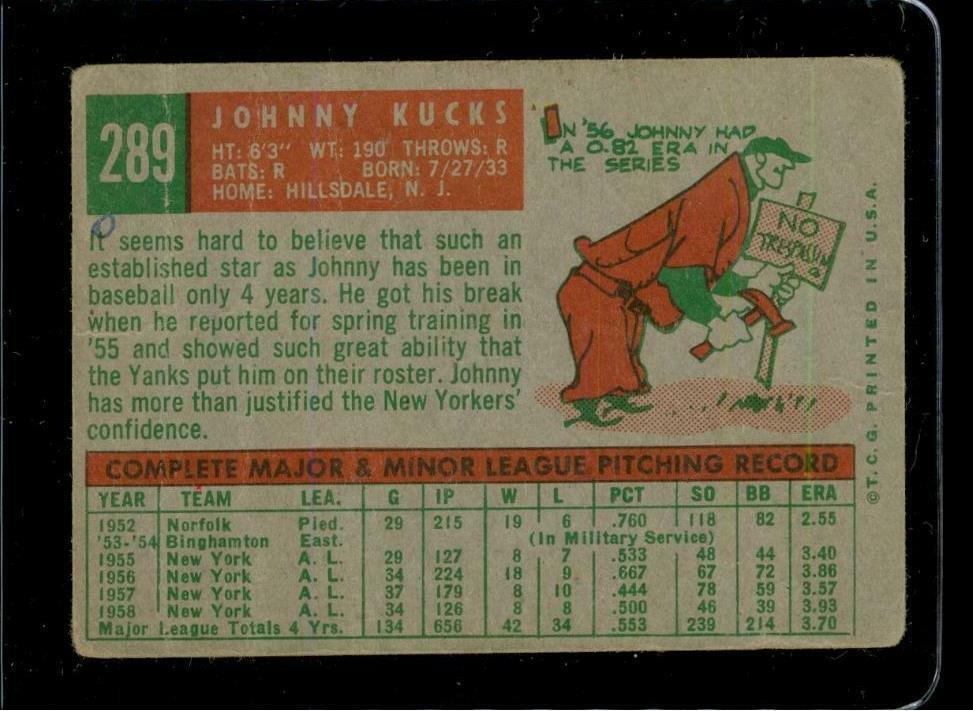 289
JOHNNY KUCKS
HT: 6'3" WT: 190 THROWS: R
BATS: R BORN: 7/27/33
HOME: HILLSDALE, N. J.
IN '56 JOHNNY HAD
A 0.82 ERA IN
THE SERIES
NO
It seems hard to believe that such an
established star as Johnny has been in
baseball only 4 years. He got his break
when he reported for spring training in
'55 and showed such great ability that
the Yanks put him on their roster. Johnny
has more than justified the New Yorkers'
confidence.
©T. C. G. PRINTED IN U.S.A.
COMPLETE MAJOR & MINOR LEAGUE PITCHING RECORD
YEAR TEAM LEA. G IP W L PCT SO BB ERA
1952 Norfolk Pied. 29 215 19 6 .760 118 82 2.55
'53-'54 Binghamton East. (In Military Service)
1955 New York A. L. 29 127 8 7 .533 48 44 3.40
1956 New York A. L. 34 224 18 9 .667 67 72 3.86
1957 New York A. L. 37 179 8 10 .444 78 59 3.57
1958 New York A. L. 34 126 8 8 .500 46 39 3.93
Major League Totals 4 Yrs. 134 656 42 34 .553 239 214 3.70